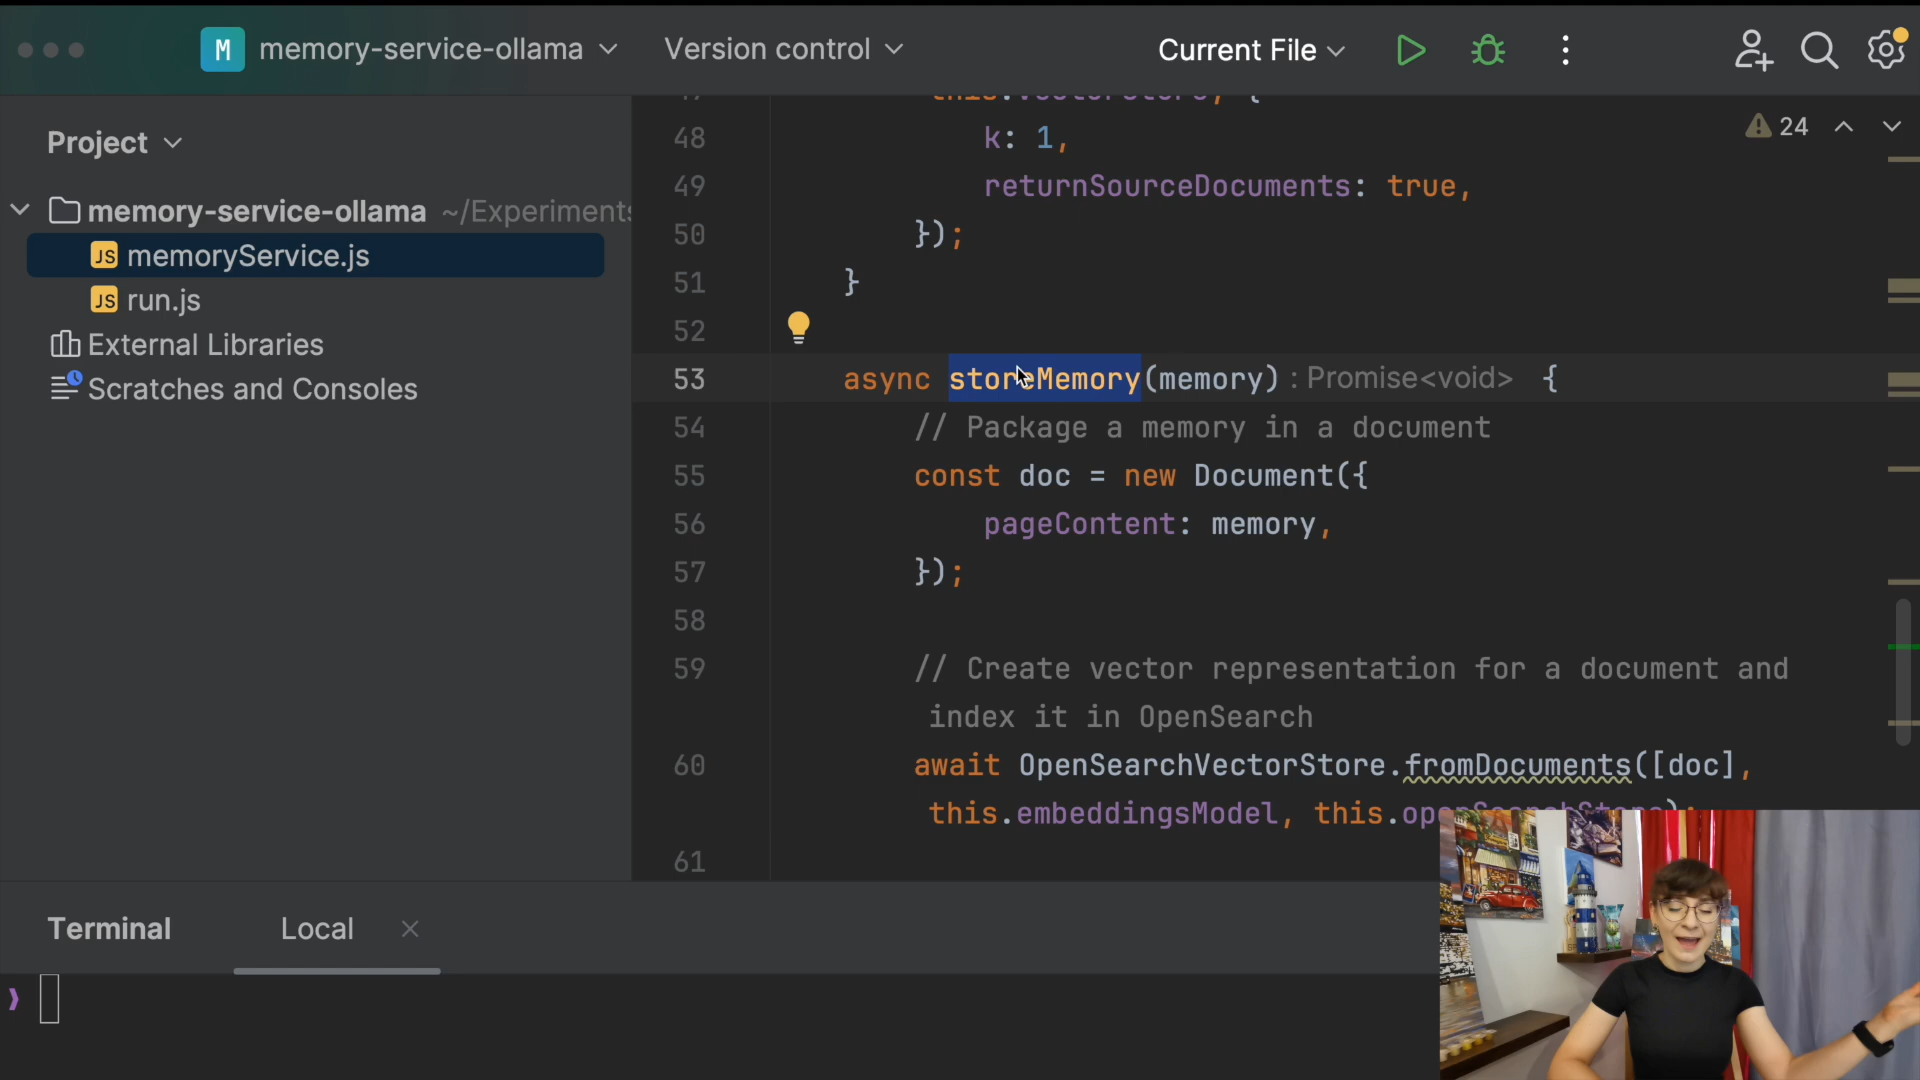 M memory-service-ollama Version control Current File
Project
memory-service-ollama ~/Experiments
JS memoryService.js
JS run.js
External Libraries
Scratches and Consoles
24
48 k: 1,
49 returnSourceDocuments: true,
50 });
51 }
52
53 async storeMemory(memory) : Promise<void> {
54 // Package a memory in a document
55 const doc = new Document({
56 pageContent: memory,
57 });
58
59 // Create vector representation for a document and
index it in OpenSearch
60 await OpenSearchVectorStore.fromDocuments([doc],
this.embeddingsModel, this.
61
Terminal Local